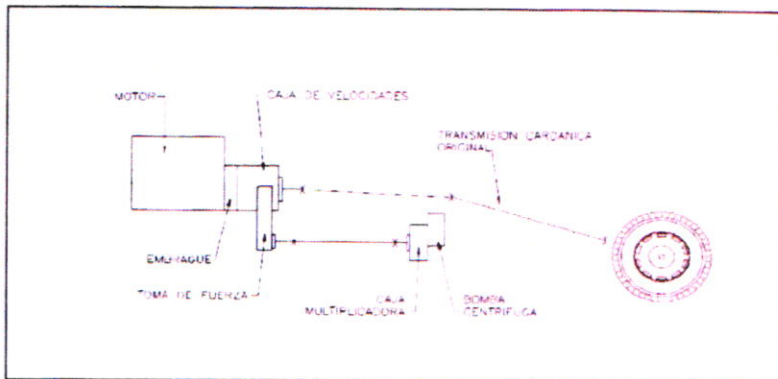 MOTOR
CAJA DE VELOCIDADES
TRANSMISION CARDANICA
ORIGINAL
EMBRAGUE
TOMA DE FUERZA
CAJA
MULTIPLICADORA
BOMBA
CENTRIFUGA